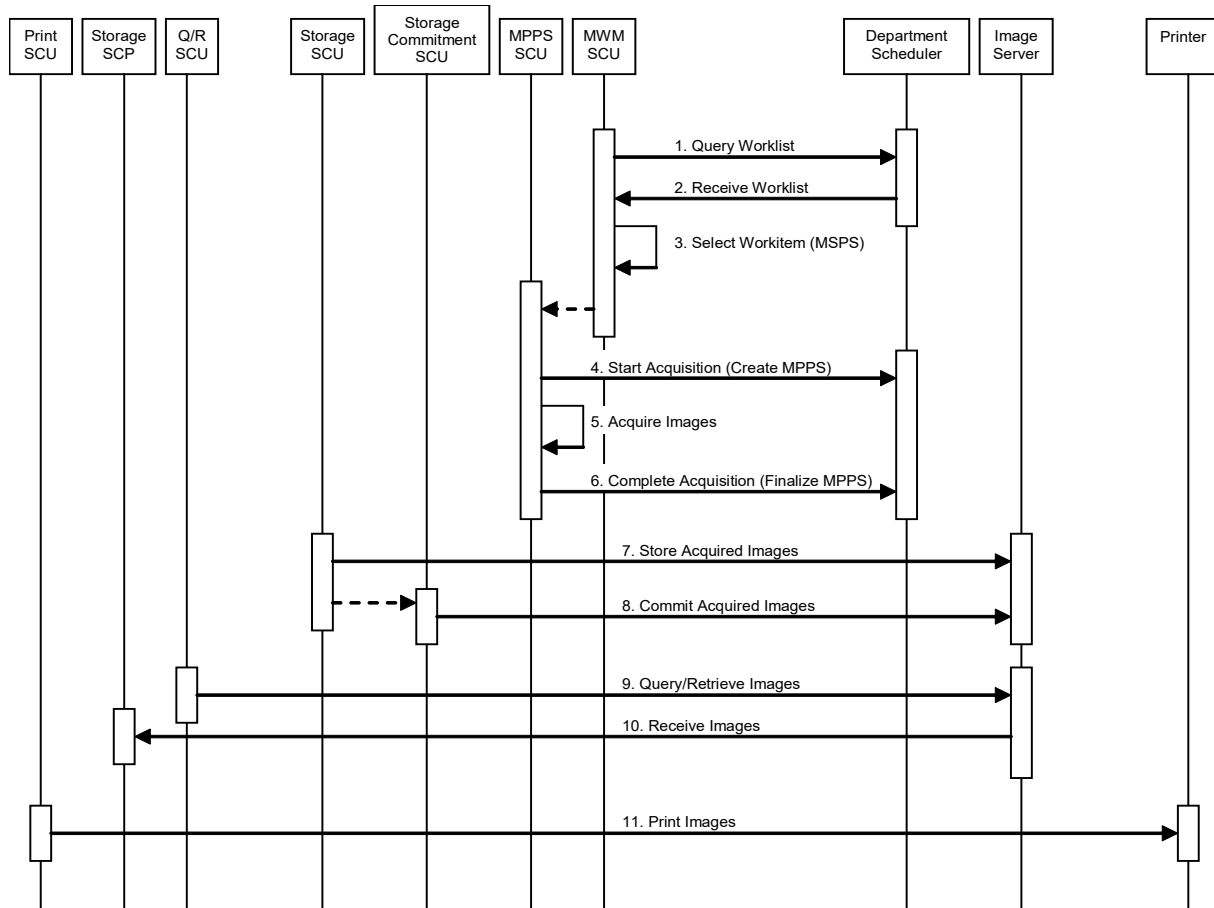 Print
SCU
Storage
SCP
Q/R
SCU
Storage
SCU
Storage
Commitment
SCU
MPPS
SCU
MWM
SCU
Department
Scheduler
Image
Server
Printer
1. Query Worklist
2. Receive Worklist
3. Select Workitem (MSPS)
4. Start Acquisition (Create MPPS)
5. Acquire Images
6. Complete Acquisition (Finalize MPPS)
7. Store Acquired Images
8. Commit Acquired Images
9. Query/Retrieve Images
10. Receive Images
11. Print Images